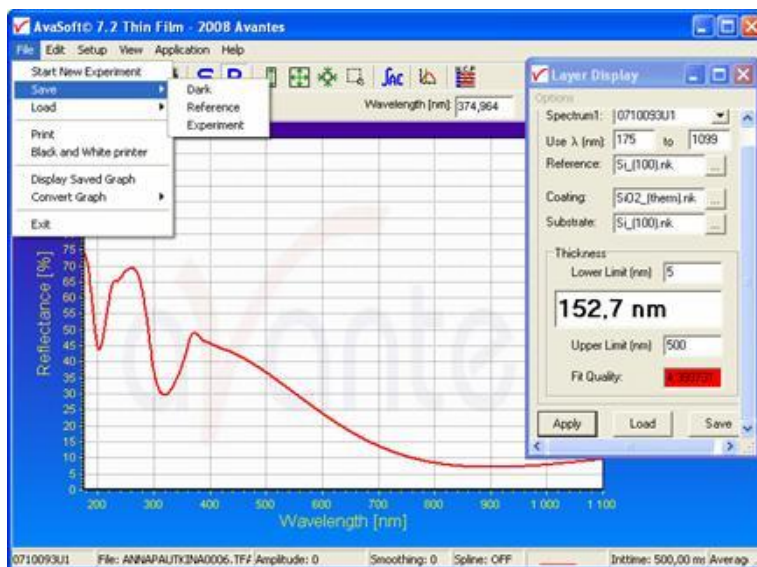 AvaSoft© 7.2 Thin Film - 2008 Avantes
File Edit Setup View Application Help
Start New Experiment
Save
Load
Print
Black and White printer
Display Saved Graph
Convert Graph
Exit
Dark
Reference
Experiment
Wavelength [nm]: 374,964
Layer Display
Options
Spectrum1: 0710093U1
Use λ (nm): 175 to 1099
Reference: Si_(100).nk ...
Coating: SiO2_(therm).nk ...
Substrate: Si_(100).nk ...
Thickness
Lower Limit (nm) 5
152,7 nm
Upper Limit (nm) 500
Fit Quality:
Apply Load Save
Reflectance [%]
75
70
65
60
55
50
45
40
35
30
25
20
15
10
5
0
200 300 400 500 600 700 800 900 1 000 1 100
Wavelength [nm]
avante
0710093U1 File: ANNAPAUTKINA0006.TFA Amplitude: 0 Smoothing: 0 Spline: OFF Inttime: 500,00 ms Averag